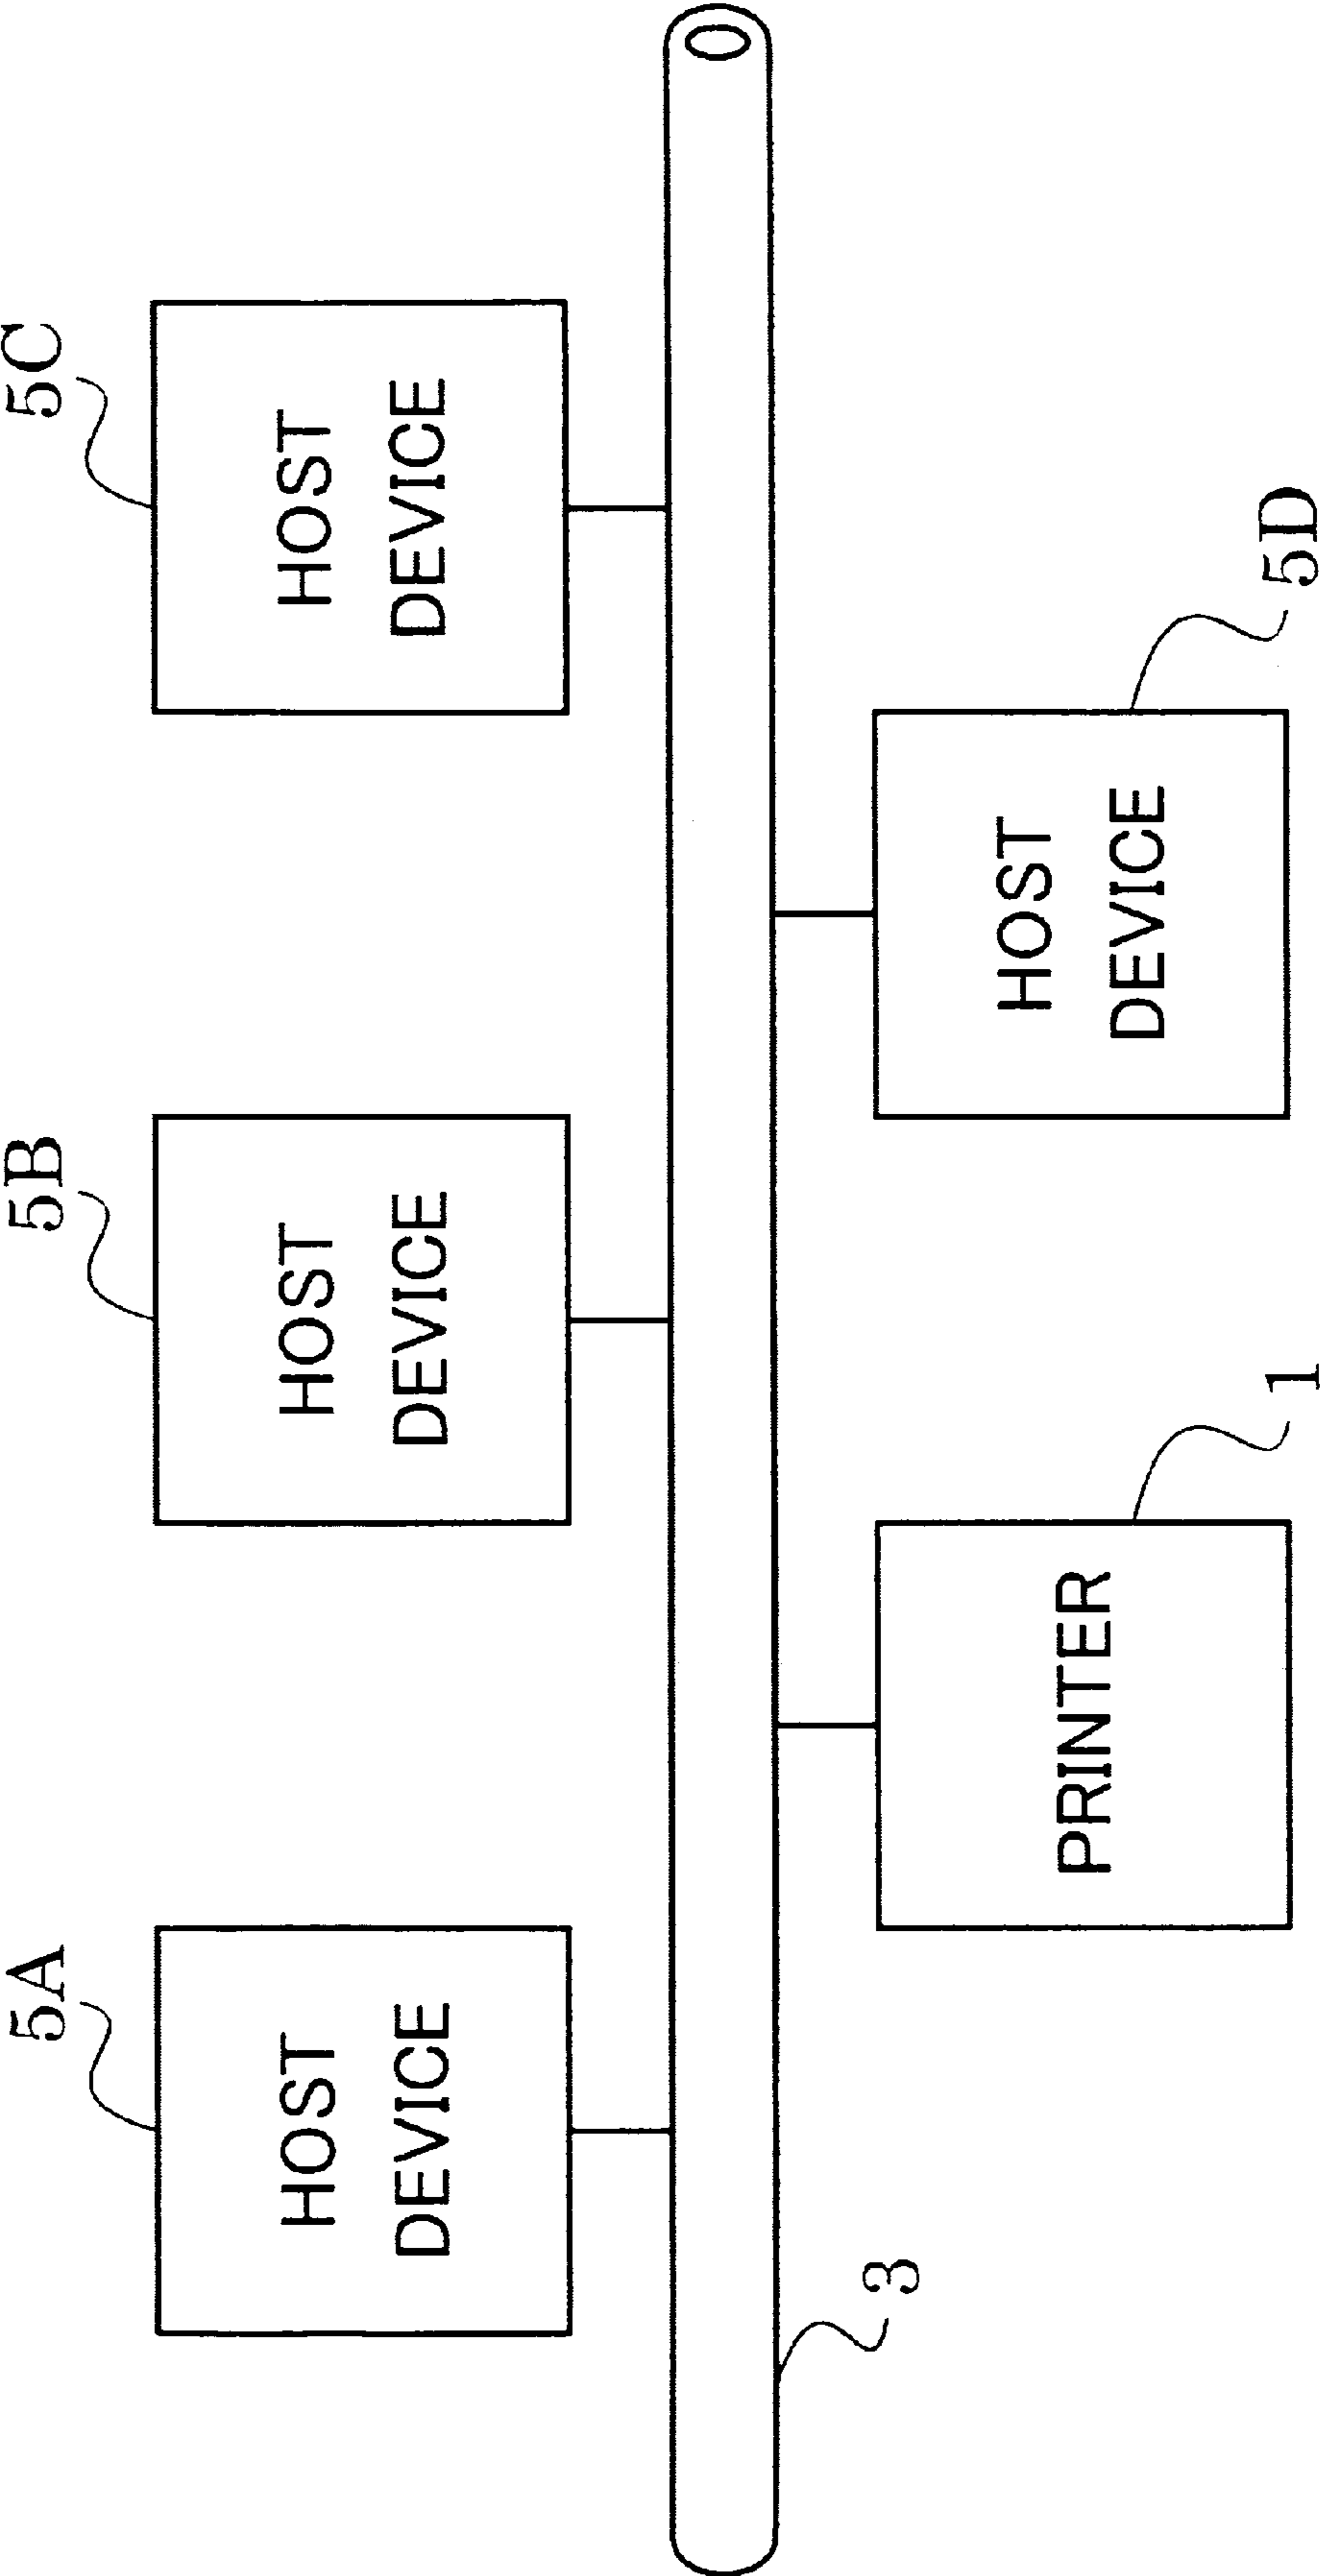 5A
5B
5C
HOST
DEVICE
HOST
DEVICE
HOST
DEVICE
3
PRINTER
1
HOST
DEVICE
5D